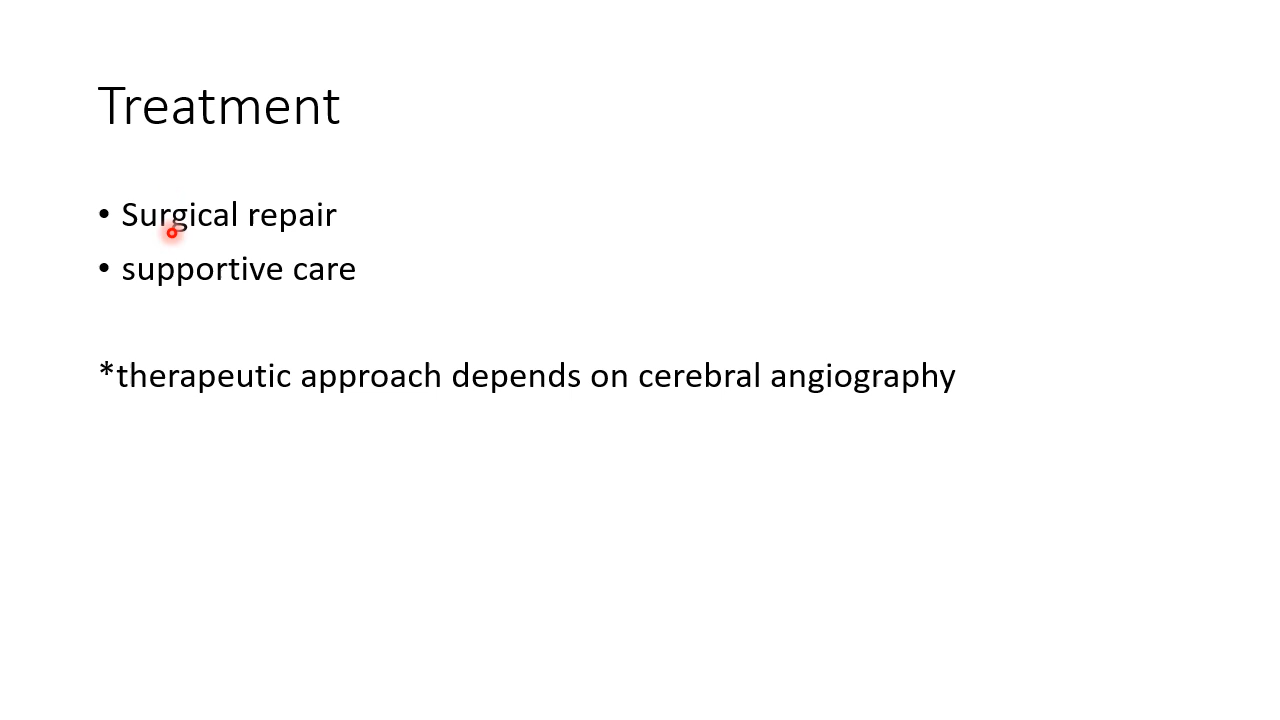 Treatment
• Surgical repair
• supportive care
*therapeutic approach depends on cerebral angiography